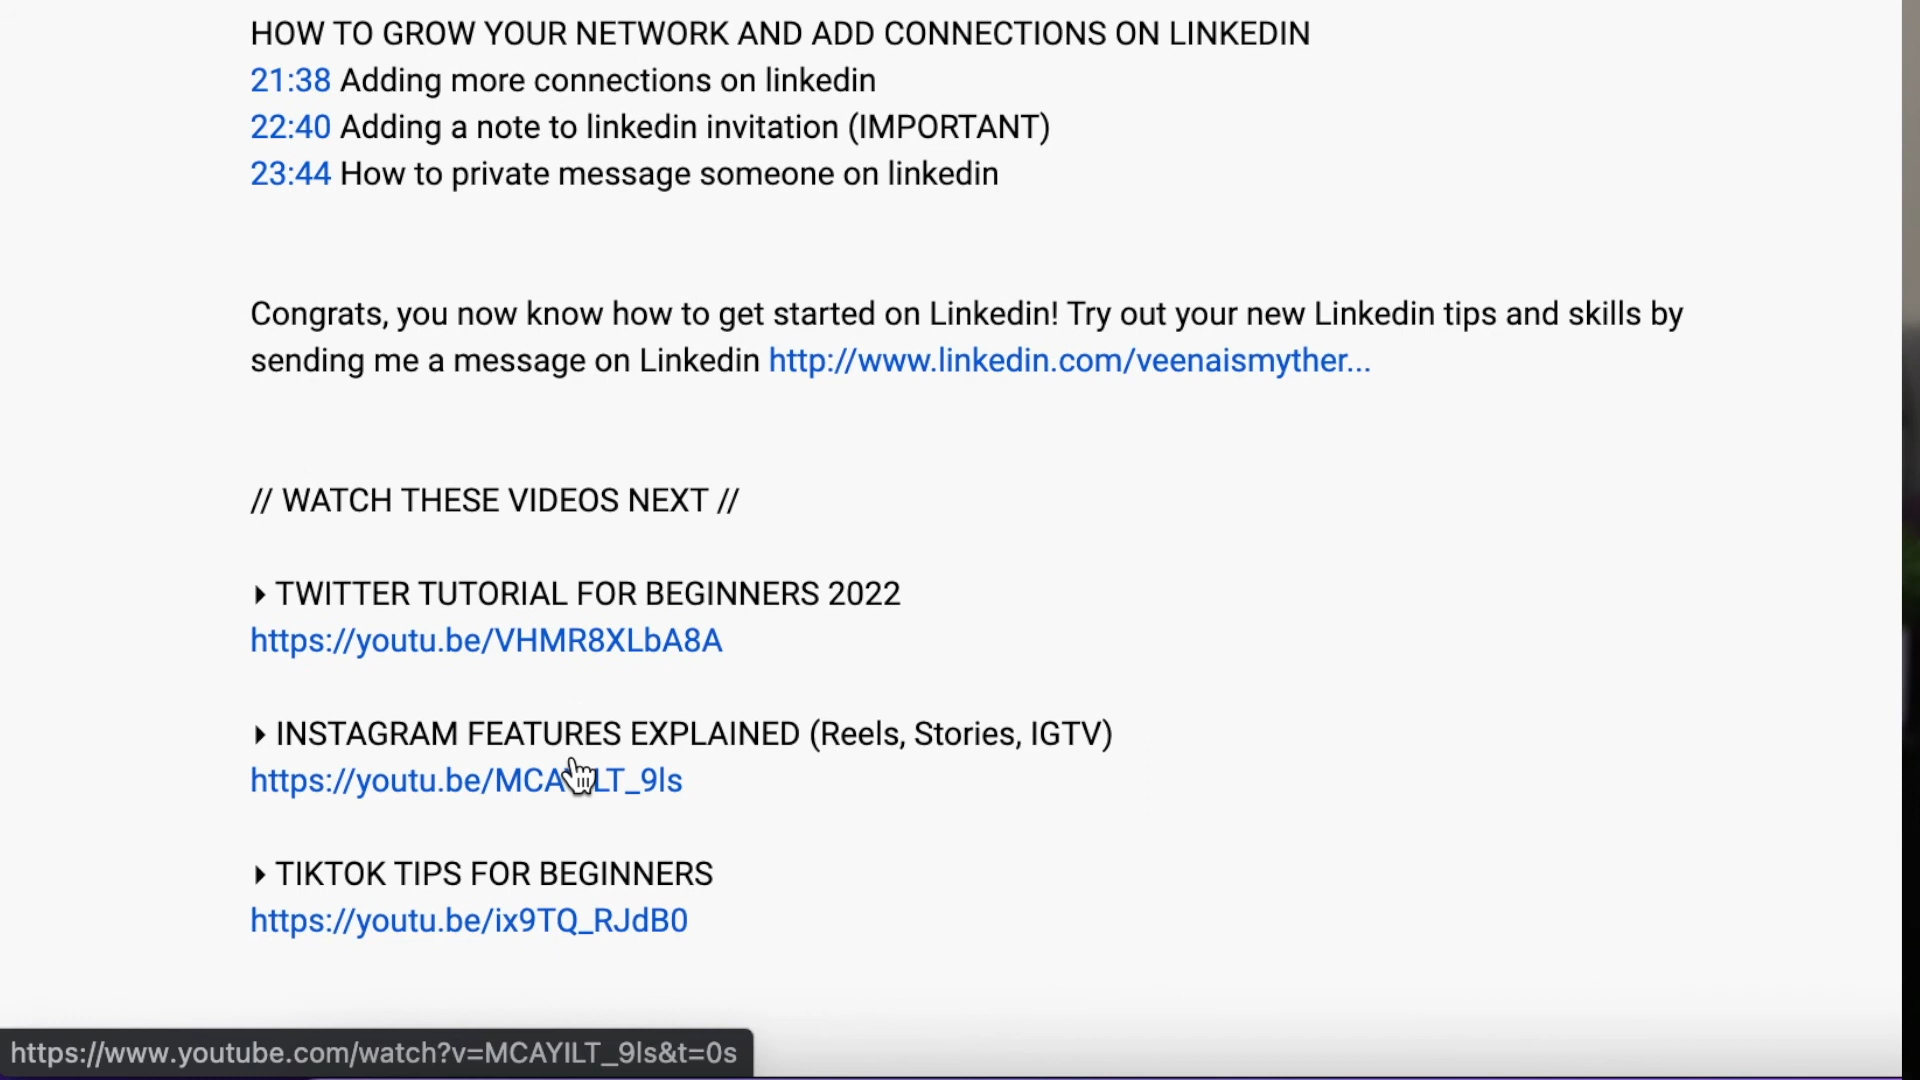 HOW TO GROW YOUR NETWORK AND ADD CONNECTIONS ON LINKEDIN
21:38 Adding more connections on linkedin
22:40 Adding a note to linkedin invitation (IMPORTANT)
23:44 How to private message someone on linkedin
Congrats, you now know how to get started on Linkedin! Try out your new Linkedin tips and skills by
sending me a message on Linkedin http://www.linkedin.com/veenaismyther...
// WATCH THESE VIDEOS NEXT //
‣ TWITTER TUTORIAL FOR BEGINNERS 2022
https://youtu.be/VHMR8XLbA8A
‣ INSTAGRAM FEATURES EXPLAINED (Reels, Stories, IGTV)
https://youtu.be/MCAYILT_9ls
‣ TIKTOK TIPS FOR BEGINNERS
https://youtu.be/ix9TQ_RJdB0
https://www.youtube.com/watch?v=MCAYILT_9ls&t=0s